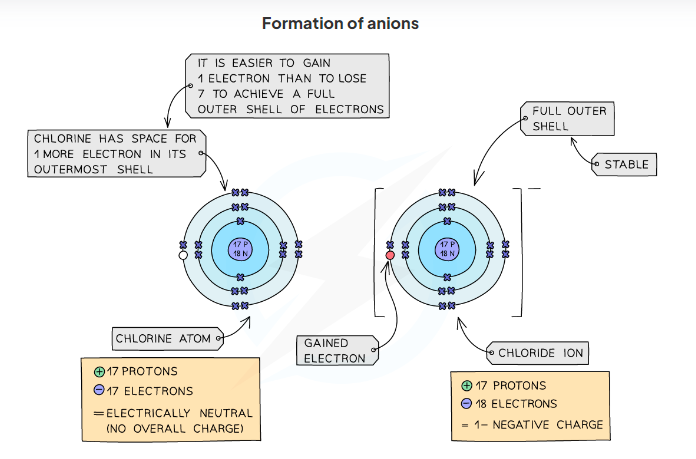 Formation of anions
IT IS EASIER TO GAIN
1 ELECTRON THAN TO LOSE
7 TO ACHIEVE A FULL
OUTER SHELL OF ELECTRONS
CHLORINE HAS SPACE FOR
1 MORE ELECTRON IN ITS
OUTERMOST SHELL
FULL OUTER
SHELL
STABLE
17 P
18 N
17 P
18 N
CHLORINE ATOM
GAINED
ELECTRON
CHLORIDE ION
+ 17 PROTONS
− 17 ELECTRONS
= ELECTRICALLY NEUTRAL
(NO OVERALL CHARGE)
+ 17 PROTONS
− 18 ELECTRONS
= 1- NEGATIVE CHARGE